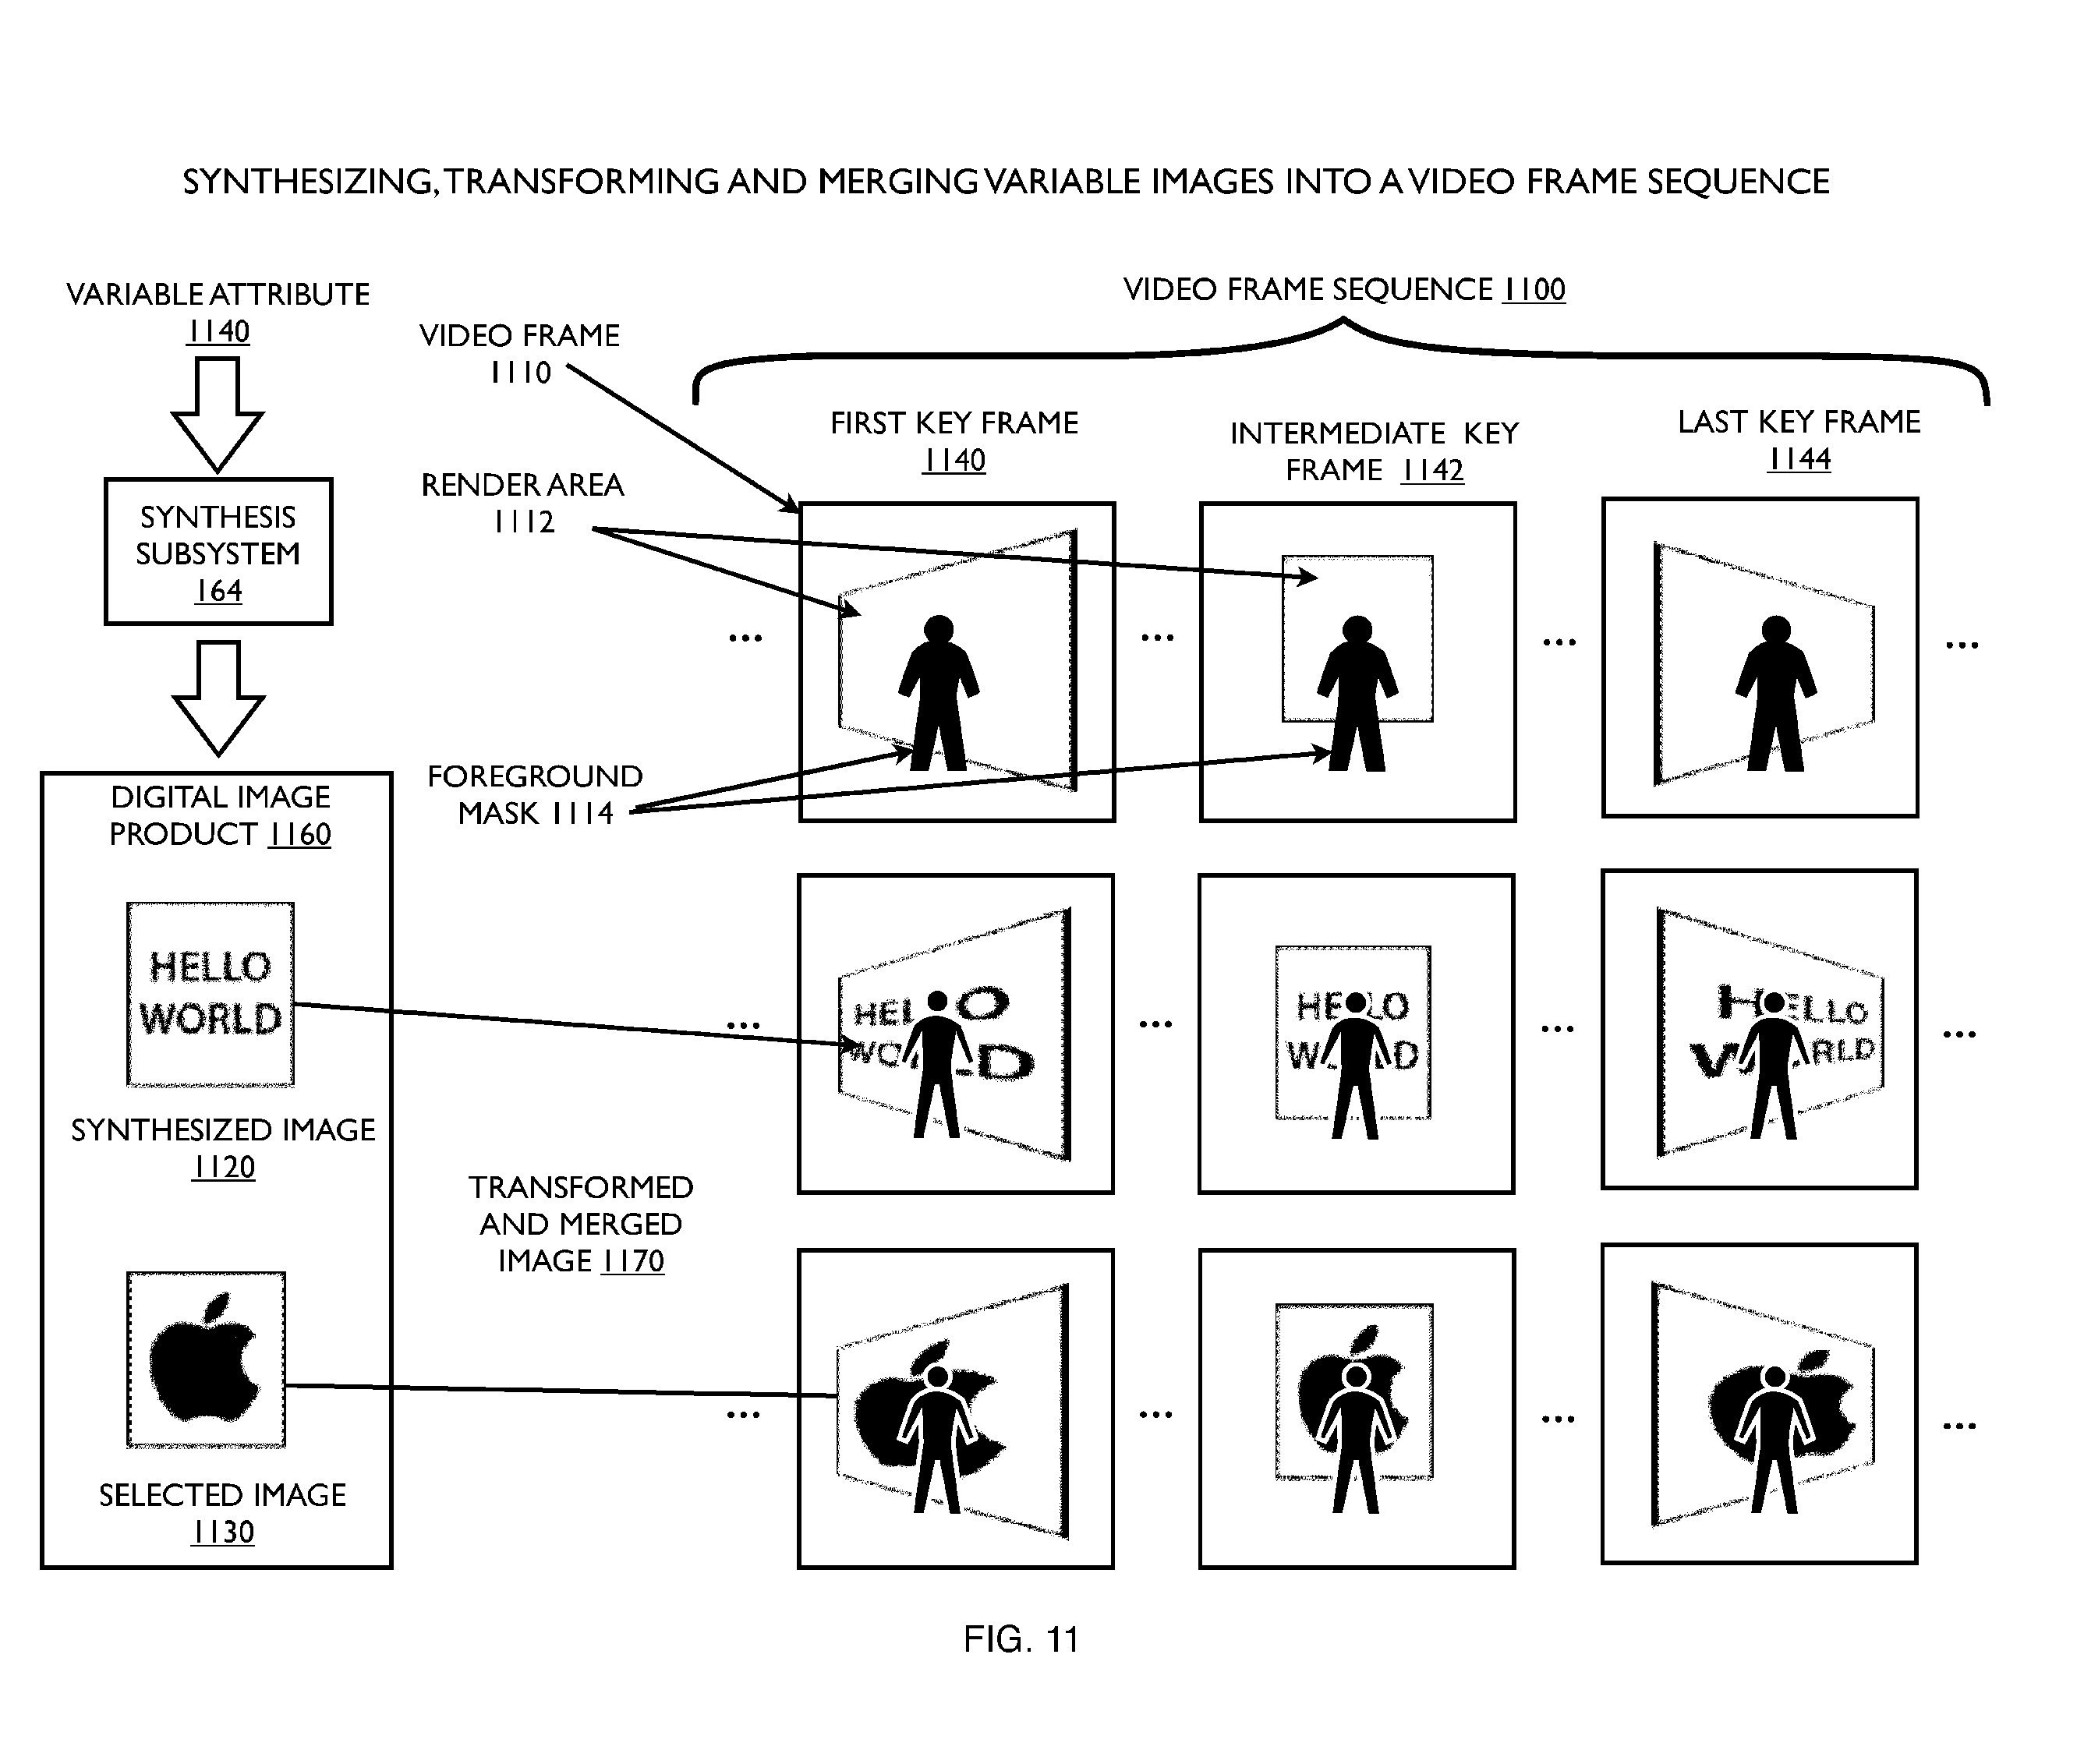 SYNTHESIZING, TRANSFORMING AND MERGING VARIABLE IMAGES INTO A VIDEO FRAME SEQUENCE
VARIABLE ATTRIBUTE
1140
SYNTHESIS
SUBSYSTEM
164
DIGITAL IMAGE
PRODUCT 1160
HELLO
WORLD
SYNTHESIZED IMAGE
1120
SELECTED IMAGE
1130
VIDEO FRAME
1110
RENDER AREA
1112
FOREGROUND
MASK 1114
TRANSFORMED
AND MERGED
IMAGE 1170
VIDEO FRAME SEQUENCE 1100
FIRST KEY FRAME
1140
INTERMEDIATE KEY
FRAME 1142
LAST KEY FRAME
1144
...
...
...
...
...
HEL O
WO LD
...
HE LO
W LD
...
HELLO
W RLD
...
...
...
...
...
FIG. 11